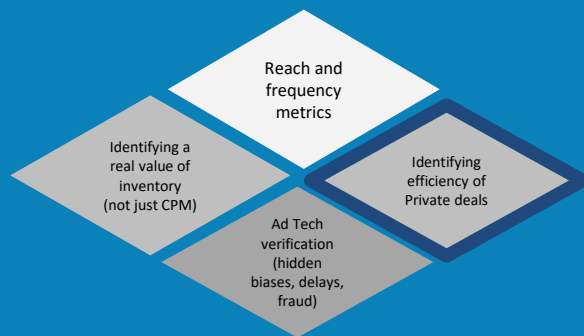 Reach and
frequency
metrics
Identifying a
real value of
inventory
(not just CPM)
Identifying
efficiency of
Private deals
Ad Tech
verification
(hidden
biases, delays,
fraud)